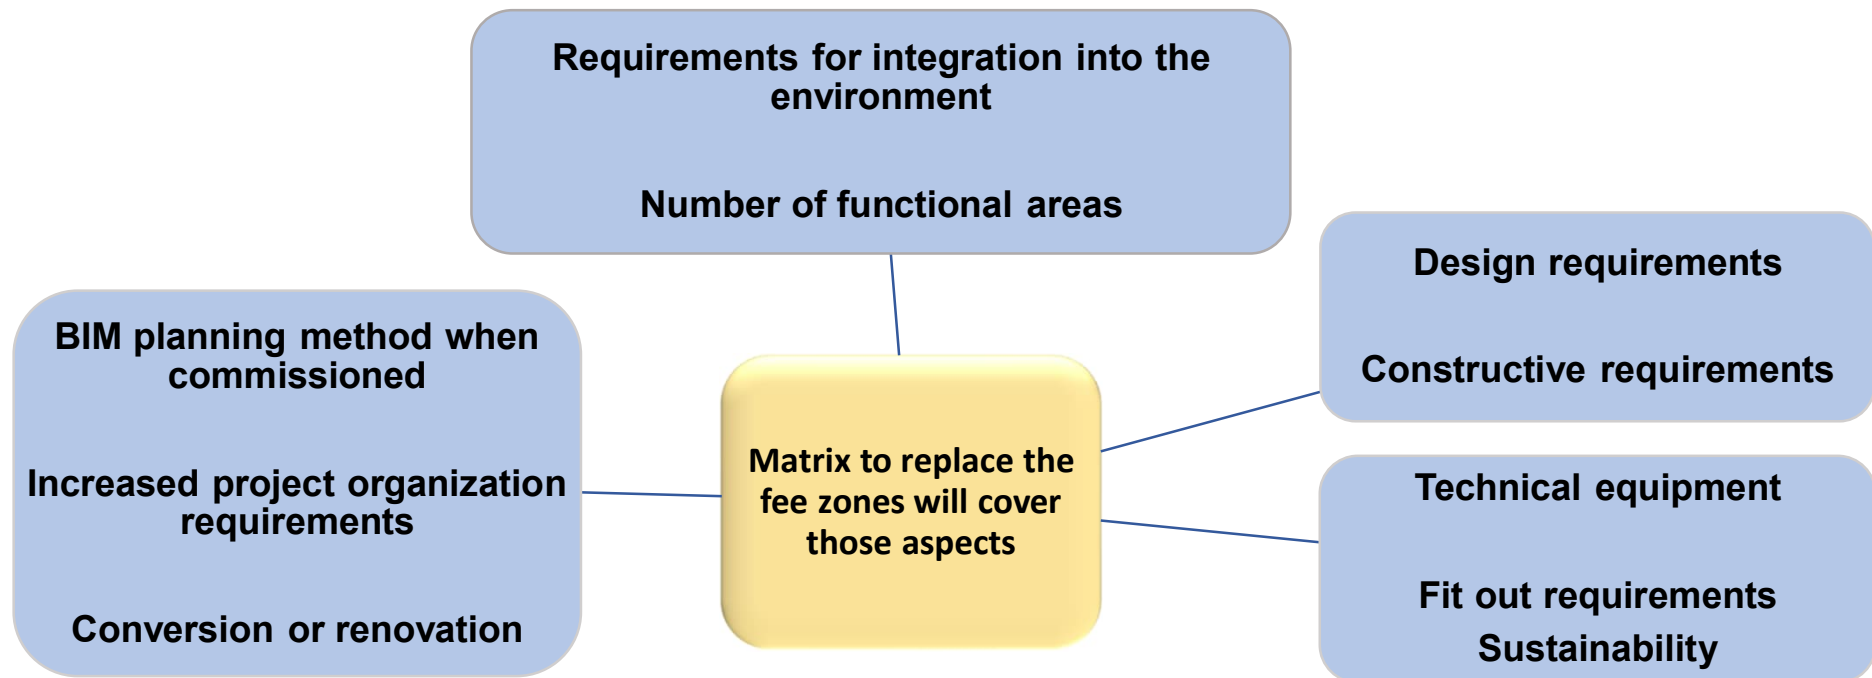 Requirements for integration into the
environment
Number of functional areas
Design requirements
Constructive requirements
BIM planning method when
commissioned
Increased project organization
requirements
Conversion or renovation
Matrix to replace the
fee zones will cover
those aspects
Technical equipment
Fit out requirements
Sustainability